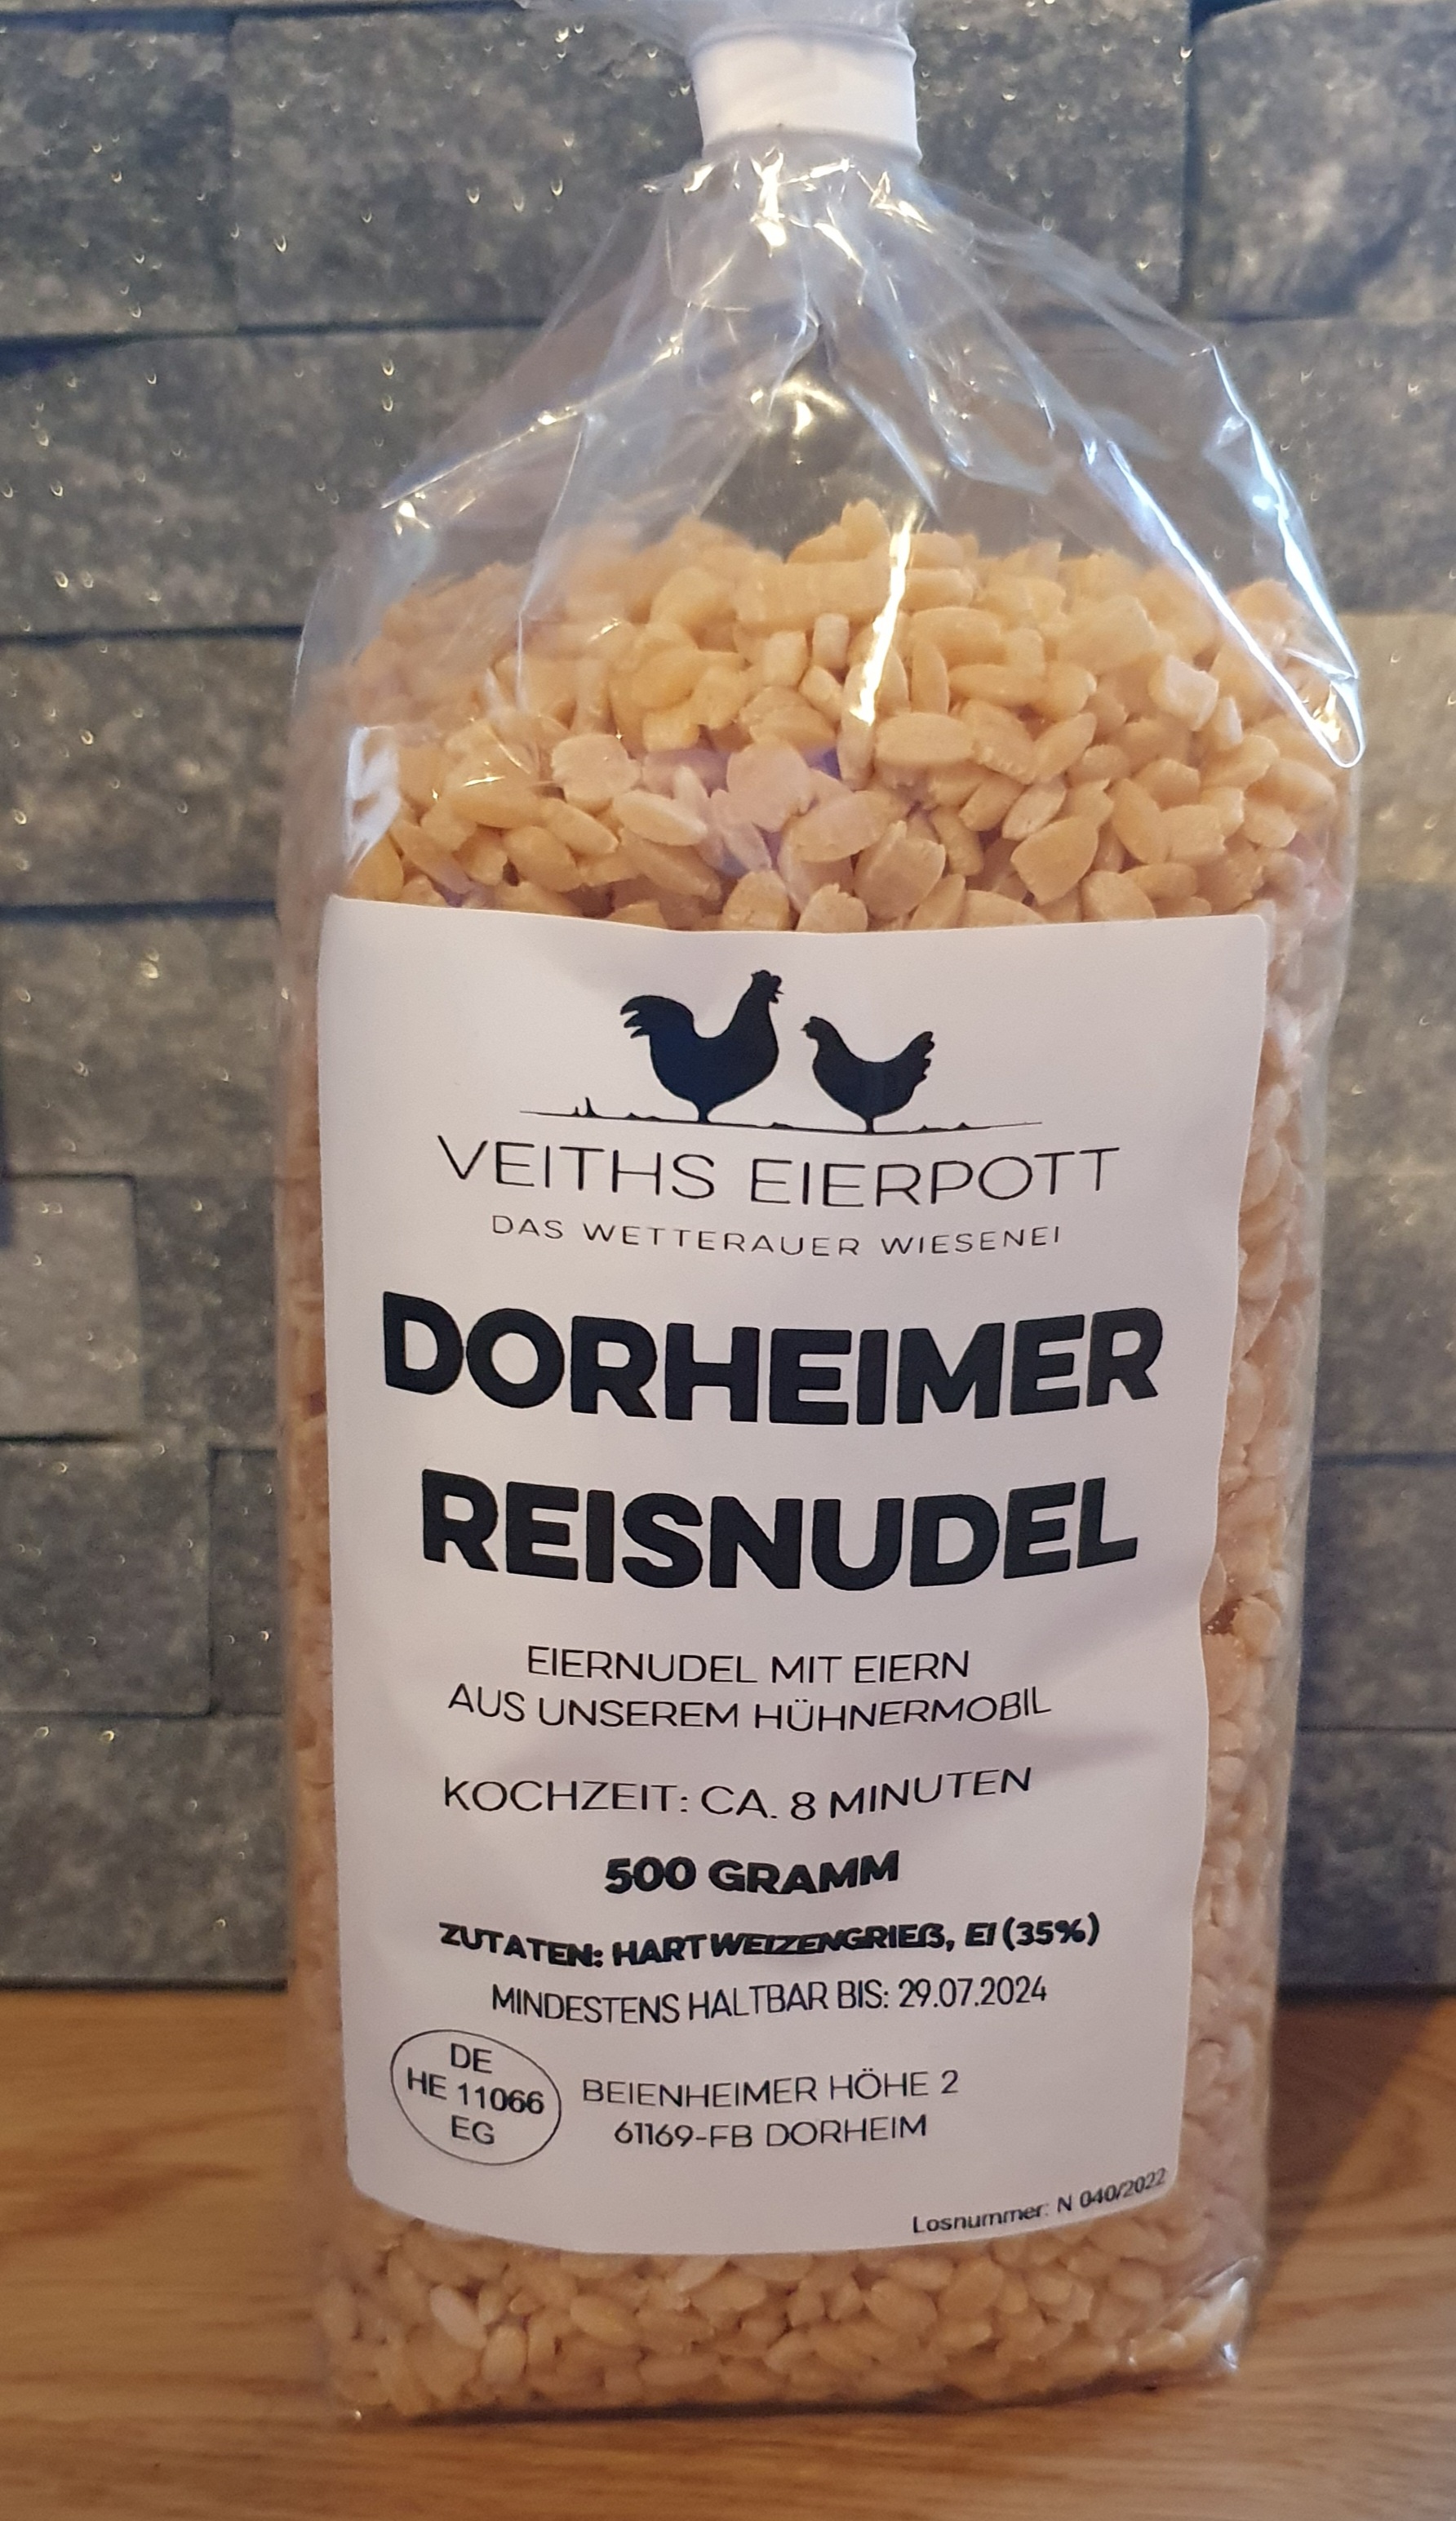 VEITHS EIERPOTT
DAS WETTERAUER WIESENEI
DORHEIMER
REISNUDEL
EIERNUDEL MIT EIERN
AUS UNSEREM HÜHNERMOBIL
KOCHZEIT: CA. 8 MINUTEN
500 GRAMM
ZUTATEN: HARTWEIZENGRIEß, EI (35%)
MINDESTENS HALTBAR BIS: 29.07.2024
DE
HE 11066
EG
BEIENHEIMER HÖHE 2
61169-FB DORHEIM
Losnummer: N 040/2022